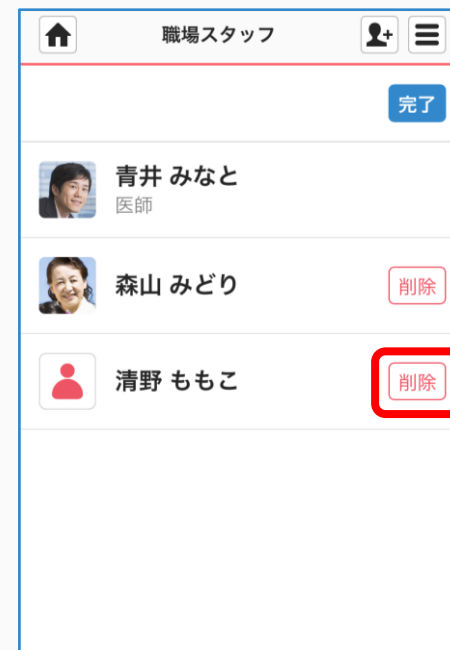 職場スタッフ
完了
青井 みなと
医師
森山 みどり
削除
清野 ももこ
削除